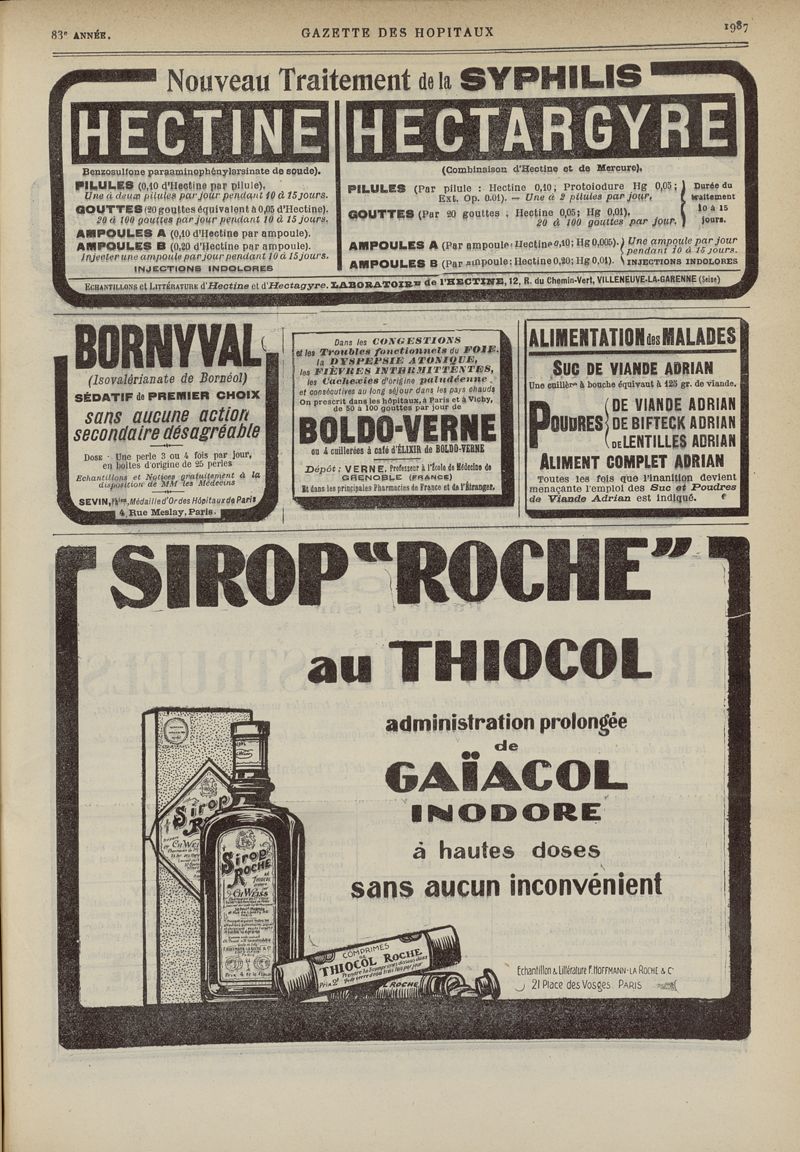 83e ANNÉE.
GAZETTE DES HOPITAUX
1987
Nouveau Traitement de la SYPHILIS
HECTINE
Benzosulfone paraaminophénylarsinate de soude).
PILULES (0,10 d'Hectine par pilule).
Une à deux pilules par jour pendant 10 à 15 jours.
GOUTTES (20 gouttes équivalent à 0,05 d'Hectine).
20 à 100 gouttes par jour pendant 10 à 15 jours.
AMPOULES A (0,10 d'Hectine par ampoule).
AMPOULES B (0,20 d'Hectine par ampoule).
Injecter une ampoule par jour pendant 10 à 15 jours.
INJECTIONS INDOLORES
HECTARGYRE
(Combinaison d'Hectine et de Mercure).
PILULES (Par pilule : Hectine 0,10; Protoiodure Hg 0,05;
Ext. Op. 0.01). — Une à 2 pilules par jour.
GOUTTES (Par 20 gouttes : Hectine 0,05; Hg 0,01).
20 à 100 gouttes par jour.
Durée du
traitement
10 à 15
jours.
AMPOULES A (Par ampoule: Hectine 0,10; Hg 0,005).
AMPOULES B (Par ampoule: Hectine 0,20; Hg 0,01).
Une ampoule par jour
pendant 10 à 15 jours.
INJECTIONS INDOLORES
ECHANTILLONS et LITTÉRATURE d'Hectine et d'Hectagyre. LABORATOIRE de l'HECTINE, 12, R. du Chemin-Vert, VILLENEUVE-LA-GARENNE (Seine)
BORNYVAL
(Isovalérianate de Bornéol)
SÉDATIF de PREMIER CHOIX
sans aucune action
secondaire désagréable
DOSE - Une perle 3 ou 4 fois par jour,
en boîtes d'origine de 25 perles
Echantillons et Notices gratuitement à la
disposition de MM les Médecins
SEVIN, Phien, Médaille d'Or des Hôpitaux de Paris
4 Rue Meslay, Paris.
Dans les CONGESTIONS
et les Troubles fonctionnels du FOIE,
la DYSPEPSIE ATONIQUE,
les FIÈVRES INTERMITTENTES,
les Cachexies d'origine paludéenne
et consécutives au long séjour dans les pays chauds
On prescrit dans les hôpitaux, à Paris et à Vichy,
de 50 à 100 gouttes par jour de
BOLDO-VERNE
ou 4 cuillerées à café d'ÉLIXIR de BOLDO-VERNE
Dépôt : VERNE, Professeur à l'École de Médecine de
GRENOBLE (FRANCE)
Et dans les principales Pharmacies de France et de l'Étranger.
ALIMENTATION des MALADES
SUC DE VIANDE ADRIAN
Une cuillère à bouche équivaut à 125 gr. de viande.
POUDRES
DE VIANDE ADRIAN
DE BIFTECK ADRIAN
DE LENTILLES ADRIAN
ALIMENT COMPLET ADRIAN
Toutes les fois que l'inanition devient
menaçante l'emploi des Suc et Poudres
de Viande Adrian est indiqué.
SIROP "ROCHE"
au THIOCOL
administration prolongée
de
GAÏACOL
INODORE
à hautes doses
sans aucun inconvénient
Sirop
Sirop
ROCHE
CH. WEISS
COMPRIMES
THIOCOL ROCHE
ROCHE
Echantillon & Littérature F. HOFFMANN-LA ROCHE & Co
21 Place des Vosges PARIS